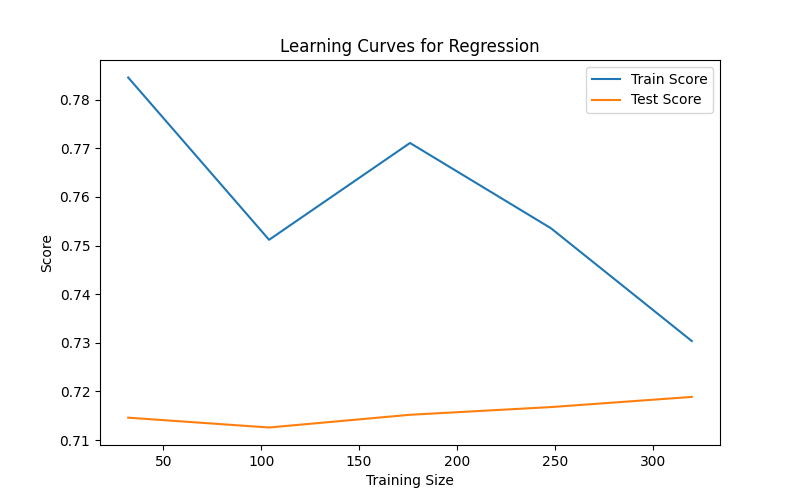 Learning Curves for Regression
Train Score
Test Score
0.78
0.77
0.76
0.75
0.74
0.73
0.72
0.71
Score
50
100
150
200
250
300
Training Size